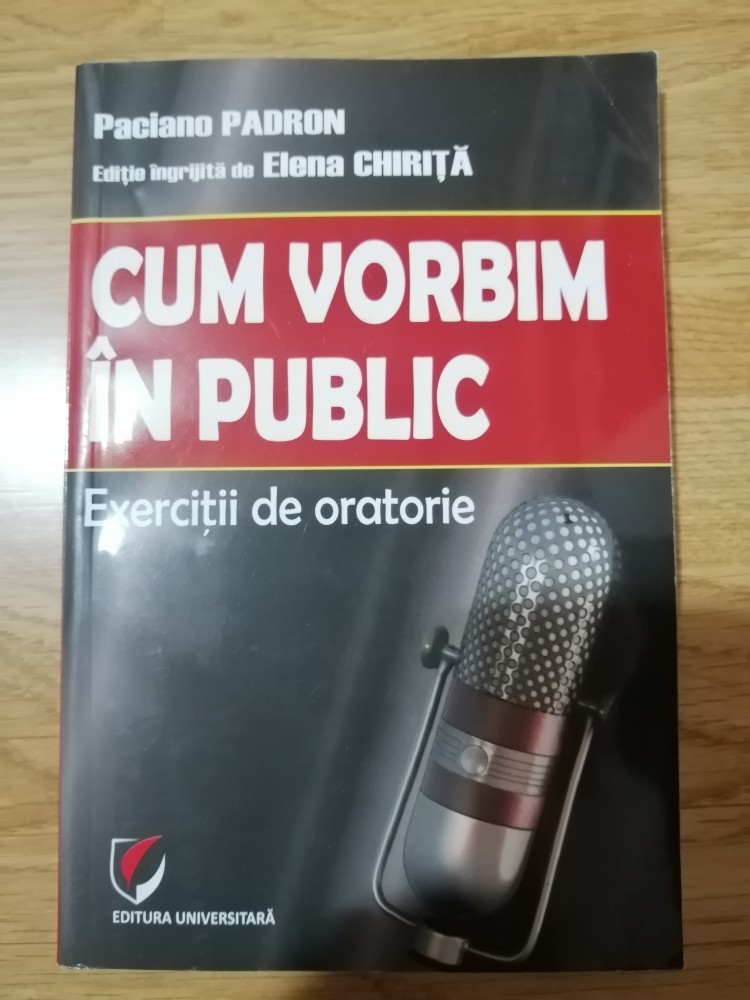 Paciano PADRON
Ediție îngrijită de Elena CHIRIȚĂ
CUM VORBIM
ÎN PUBLIC
Exerciții de oratorie
EDITURA UNIVERSITARĂ